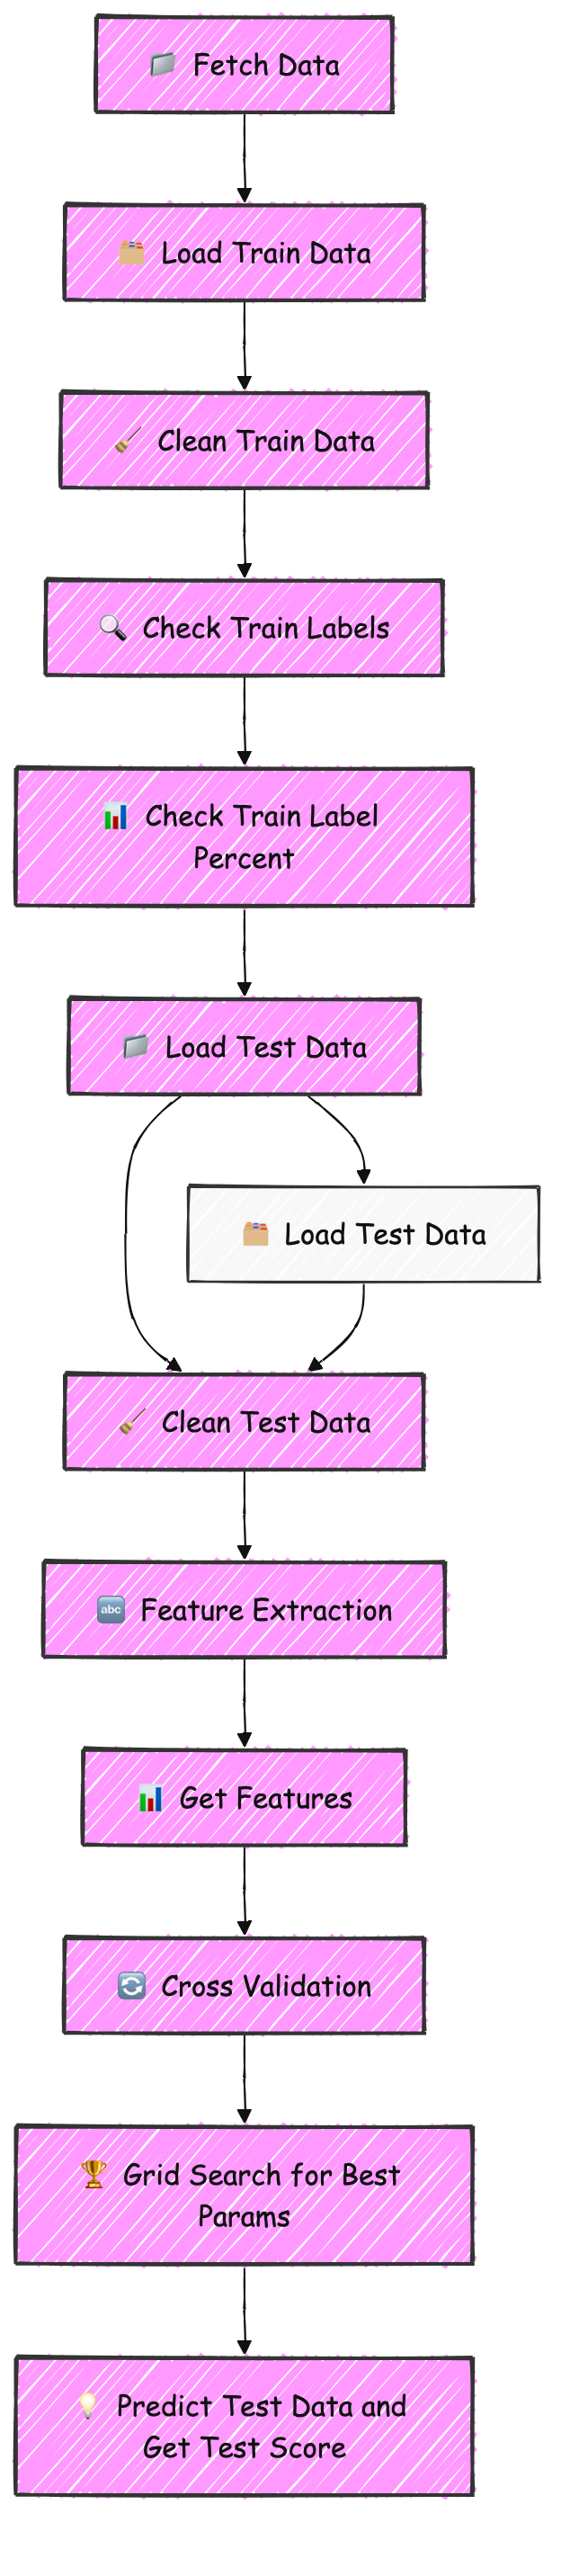 Fetch Data
Load Train Data
Clean Train Data
Check Train Labels
Check Train Label
Percent
Load Test Data
Load Test Data
Clean Test Data
abc Feature Extraction
Get Features
Cross Validation
Grid Search for Best
Params
Predict Test Data and
Get Test Score